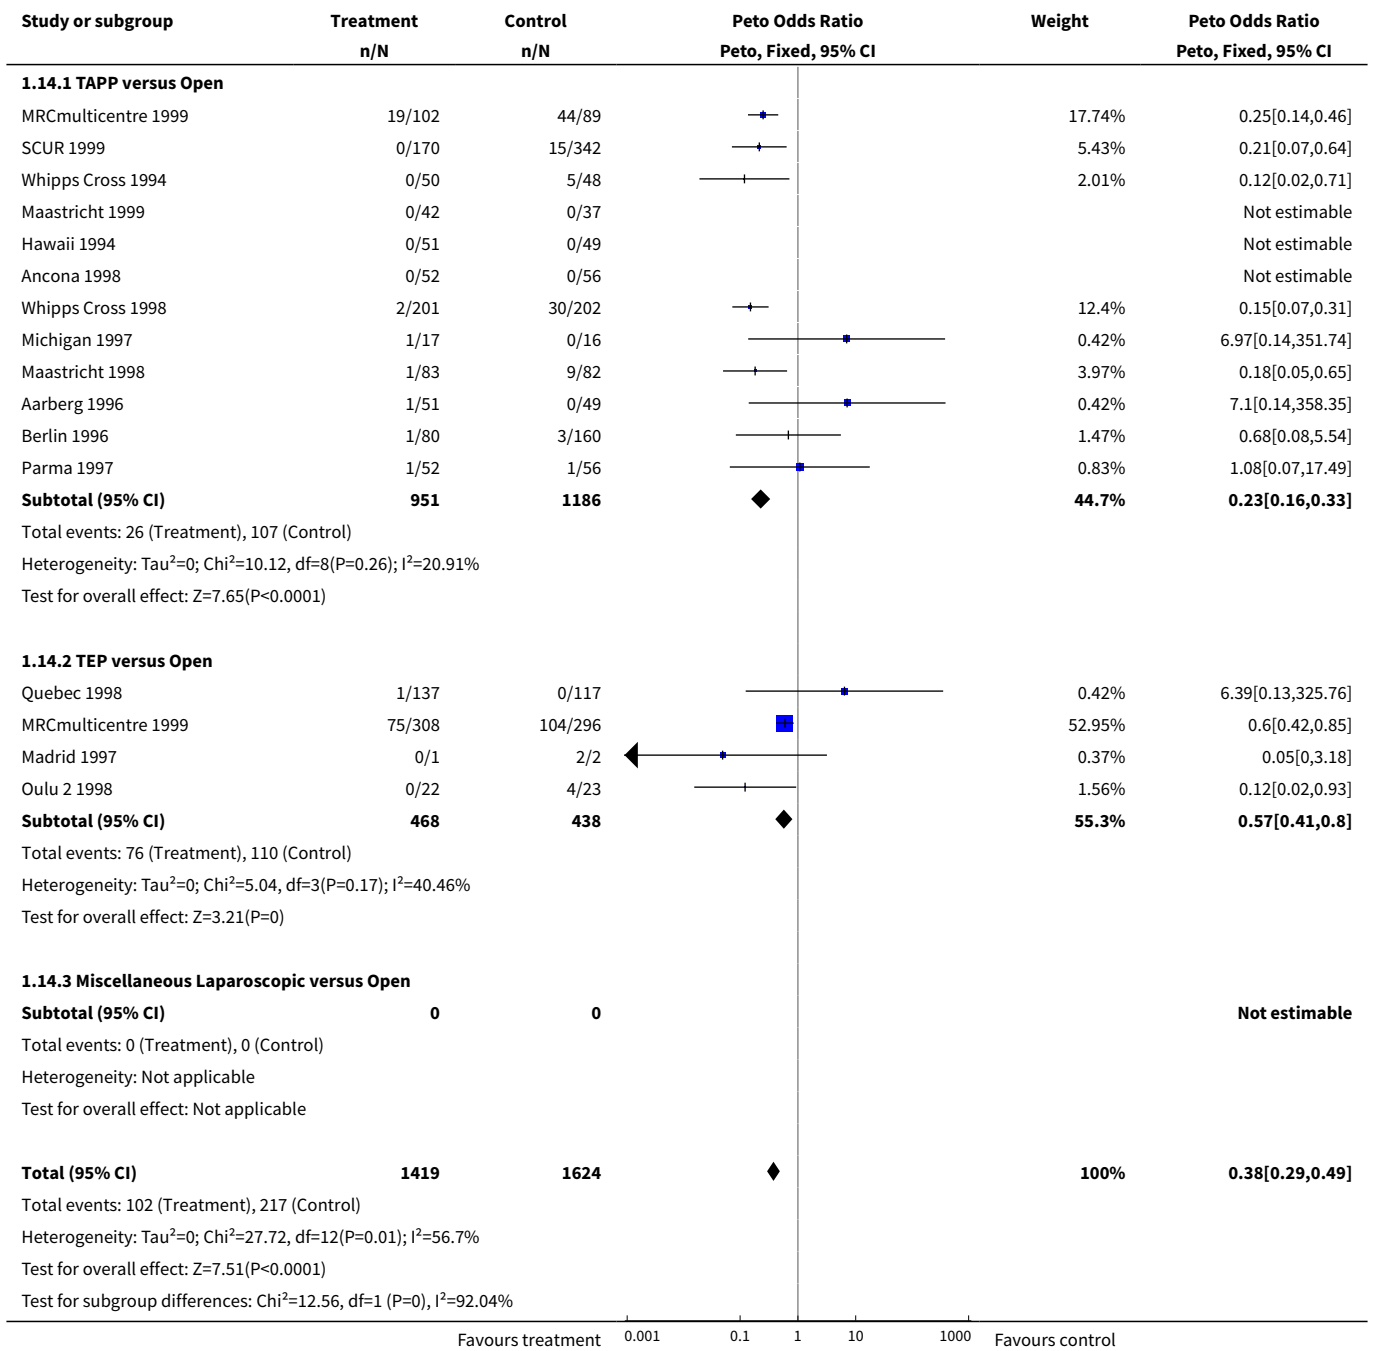 Study or subgroup Treatment Control Peto Odds Ratio Weight Peto Odds Ratio
n/N n/N Peto, Fixed, 95% CI Peto, Fixed, 95% CI
1.14.1 TAPP versus Open
MRCmulticentre 1999 19/102 44/89 17.74% 0.25[0.14,0.46]
SCUR 1999 0/170 15/342 5.43% 0.21[0.07,0.64]
Whipps Cross 1994 0/50 5/48 2.01% 0.12[0.02,0.71]
Maastricht 1999 0/42 0/37 Not estimable
Hawaii 1994 0/51 0/49 Not estimable
Ancona 1998 0/52 0/56 Not estimable
Whipps Cross 1998 2/201 30/202 12.4% 0.15[0.07,0.31]
Michigan 1997 1/17 0/16 0.42% 6.97[0.14,351.74]
Maastricht 1998 1/83 9/82 3.97% 0.18[0.05,0.65]
Aarberg 1996 1/51 0/49 0.42% 7.1[0.14,358.35]
Berlin 1996 1/80 3/160 1.47% 0.68[0.08,5.54]
Parma 1997 1/52 1/56 0.83% 1.08[0.07,17.49]
Subtotal (95% CI) 951 1186 44.7% 0.23[0.16,0.33]
Total events: 26 (Treatment), 107 (Control)
Heterogeneity: Tau²=0; Chi²=10.12, df=8(P=0.26); I²=20.91%
Test for overall effect: Z=7.65(P<0.0001)
1.14.2 TEP versus Open
Quebec 1998 1/137 0/117 0.42% 6.39[0.13,325.76]
MRCmulticentre 1999 75/308 104/296 52.95% 0.6[0.42,0.85]
Madrid 1997 0/1 2/2 0.37% 0.05[0,3.18]
Oulu 2 1998 0/22 4/23 1.56% 0.12[0.02,0.93]
Subtotal (95% CI) 468 438 55.3% 0.57[0.41,0.8]
Total events: 76 (Treatment), 110 (Control)
Heterogeneity: Tau²=0; Chi²=5.04, df=3(P=0.17); I²=40.46%
Test for overall effect: Z=3.21(P=0)
1.14.3 Miscellaneous Laparoscopic versus Open
Subtotal (95% CI) 0 0 Not estimable
Total events: 0 (Treatment), 0 (Control)
Heterogeneity: Not applicable
Test for overall effect: Not applicable
Total (95% CI) 1419 1624 100% 0.38[0.29,0.49]
Total events: 102 (Treatment), 217 (Control)
Heterogeneity: Tau²=0; Chi²=27.72, df=12(P=0.01); I²=56.7%
Test for overall effect: Z=7.51(P<0.0001)
Test for subgroup differences: Chi²=12.56, df=1 (P=0), I²=92.04%
Favours treatment 0.001 0.1 1 10 1000 Favours control